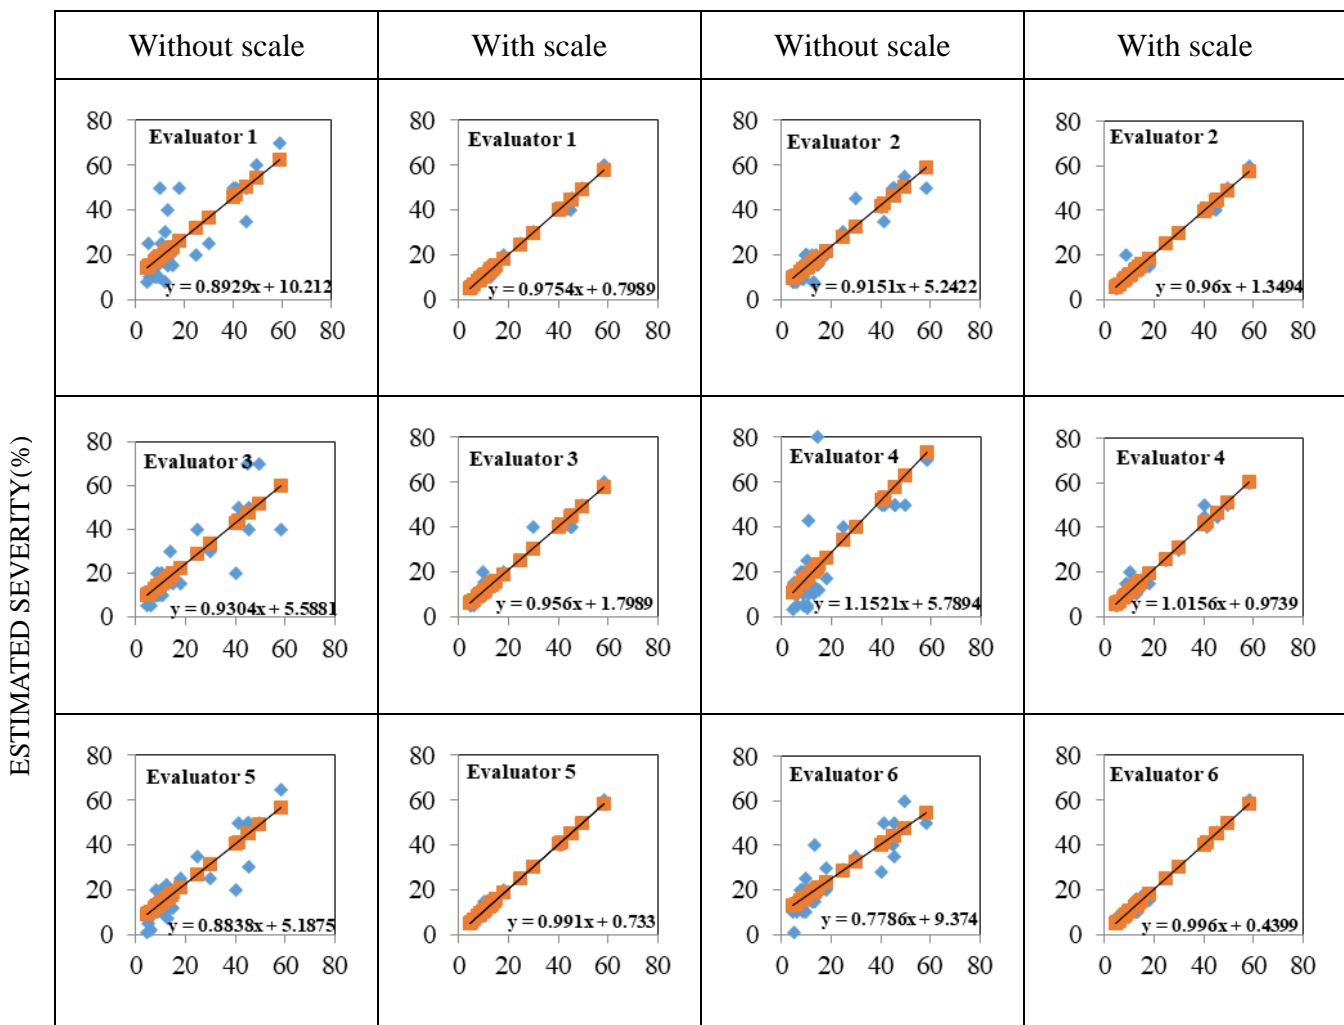 Without scale
With scale
Without scale
With scale
ESTIMATED SEVERITY(%)
80
60
40
20
0
Evaluator 1
y = 0.8929x + 10.212
0 20 40 60 80
80
60
40
20
0
Evaluator 1
y = 0.9754x + 0.7989
0 20 40 60 80
80
60
40
20
0
Evaluator 2
y = 0.9151x + 5.2422
0 20 40 60 80
80
60
40
20
0
Evaluator 2
y = 0.96x + 1.3494
0 20 40 60 80
80
60
40
20
0
Evaluator 3
y = 0.9304x + 5.5881
0 20 40 60 80
80
60
40
20
0
Evaluator 3
y = 0.956x + 1.7989
0 20 40 60 80
80
60
40
20
0
Evaluator 4
y = 1.1521x + 5.7894
0 20 40 60 80
80
60
40
20
0
Evaluator 4
y = 1.0156x + 0.9739
0 20 40 60 80
80
60
40
20
0
Evaluator 5
y = 0.8838x + 5.1875
0 20 40 60 80
80
60
40
20
0
Evaluator 5
y = 0.991x + 0.733
0 20 40 60 80
80
60
40
20
0
Evaluator 6
y = 0.7786x + 9.374
0 20 40 60 80
80
60
40
20
0
Evaluator 6
y = 0.996x + 0.4399
0 20 40 60 80